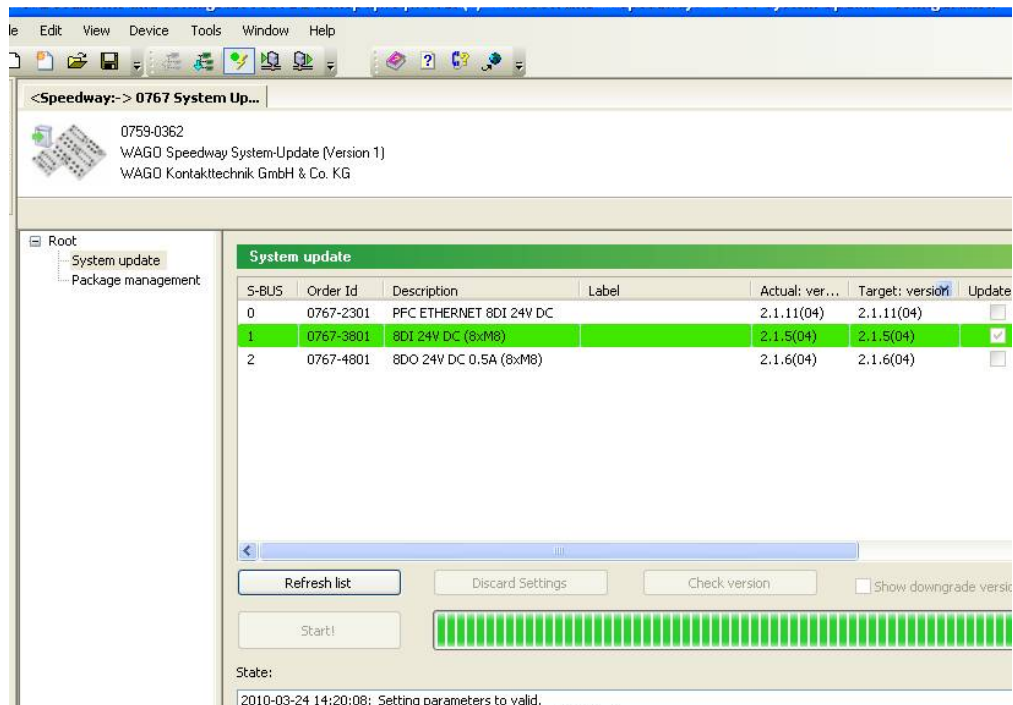 le Edit View Device Tools Window Help
<Speedway:-> 0767 System Up...
0759-0362
WAGO Speedway System-Update (Version 1)
WAGO Kontakttechnik GmbH & Co. KG
Root
System update
Package management
System update
S-BUS Order Id Description Label Actual: ver... Target: version Update
0 0767-2301 PFC ETHERNET 8DI 24V DC 2.1.11(04) 2.1.11(04)
1 0767-3801 8DI 24V DC (8xM8) 2.1.5(04) 2.1.5(04)
2 0767-4801 8DO 24V DC 0.5A (8xM8) 2.1.6(04) 2.1.6(04)
Refresh list Discard Settings Check version Show downgrade versio
Start!
State:
2010-03-24 14:20:08: Setting parameters to valid.